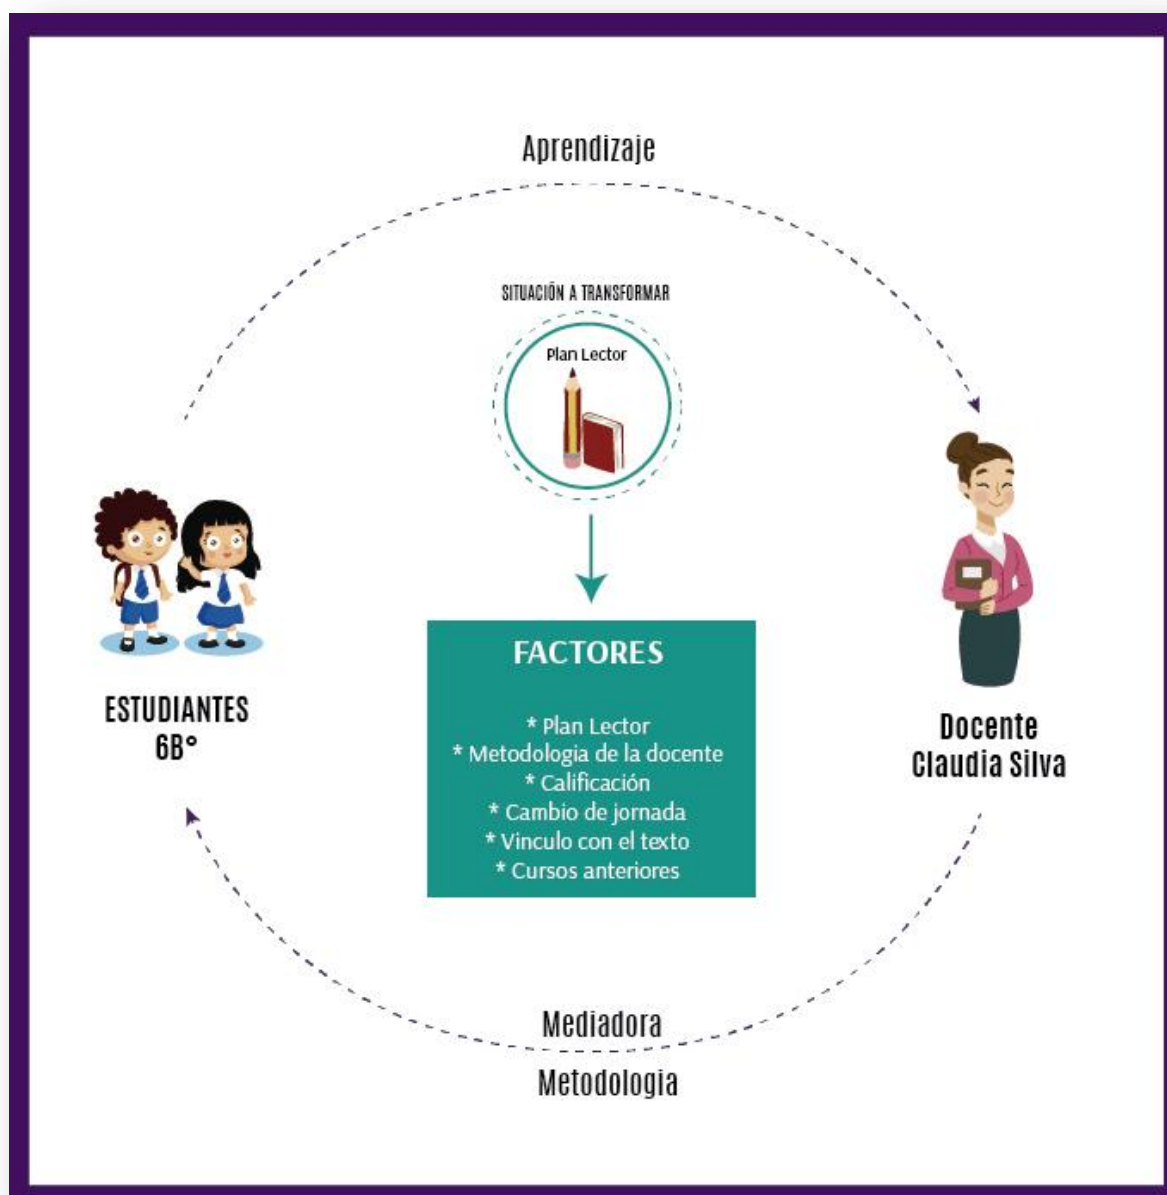 Aprendizaje
SITUACIÓN A TRANSFORMAR
Plan Lector
FACTORES
* Plan Lector
* Metodologia de la docente
* Calificación
* Cambio de jornada
* Vinculo con el texto
* Cursos anteriores
ESTUDIANTES
6B°
Docente
Claudia Silva
Mediadora
Metodologia